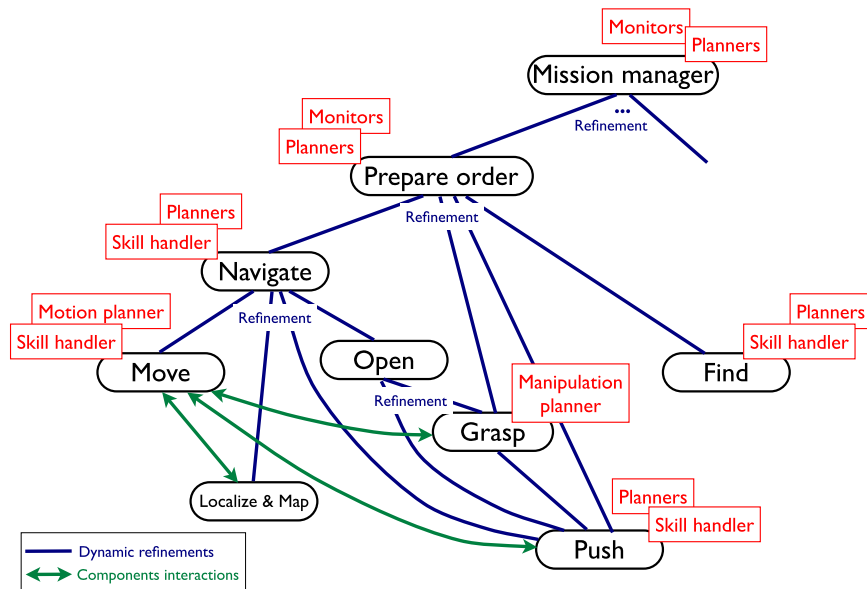 Monitors
Planners
Mission manager
...
Refinement
Monitors
Planners
Prepare order
Refinement
Planners
Skill handler
Navigate
Refinement
Motion planner
Skill handler
Move
Open
Refinement
Planners
Skill handler
Find
Manipulation
planner
Grasp
Localize & Map
Planners
Skill handler
Push
Dynamic refinements
Components interactions